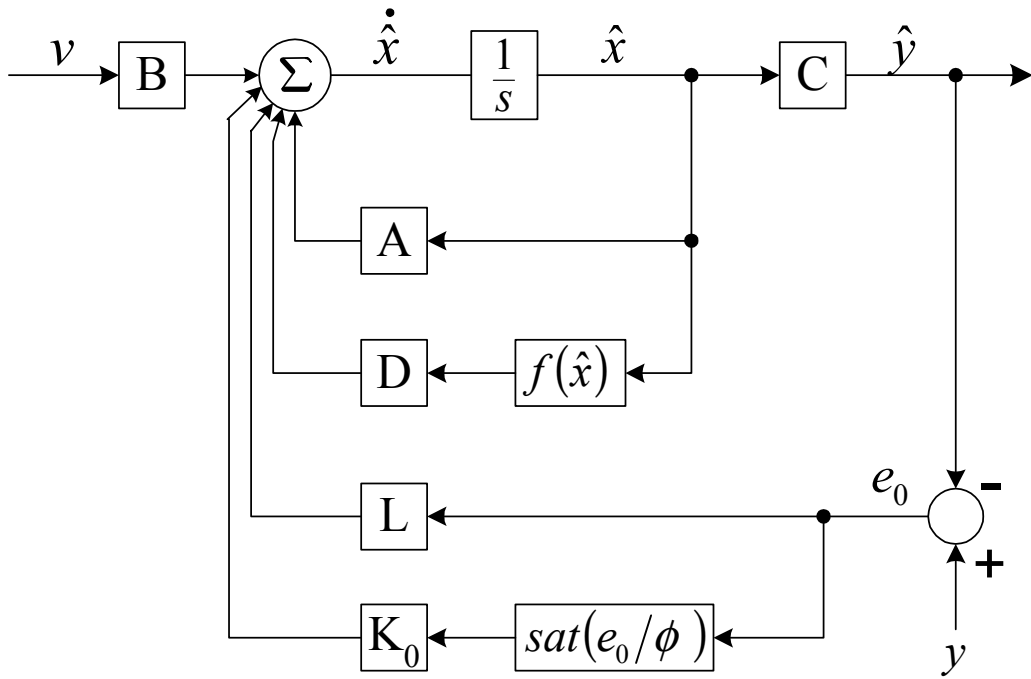 v
B
Σ
ẋ̂
1/s
x̂
C
ŷ
A
D
f(x̂)
L
e₀
-
+
K₀
sat(e₀/ϕ)
y